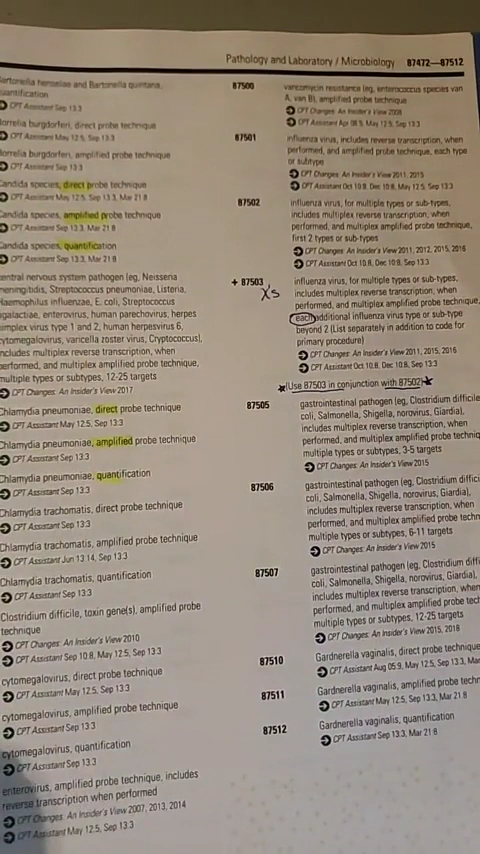 Pathology and Laboratory / Microbiology 87472—87512
Bartonella henselae and Bartonella quintana,
quantification
CPT Assistant Sep 13:3
Borrelia burgdorferi, direct probe technique
CPT Assistant May 12:5, Sep 13:3
Borrelia burgdorferi, amplified probe technique
CPT Assistant Sep 13:3
Candida species, direct probe technique
CPT Assistant May 12:5, Sep 13:3, Mar 21:8
Candida species, amplified probe technique
CPT Assistant Sep 13:3, Mar 21:8
Candida species, quantification
CPT Assistant Sep 13:3, Mar 21:8
central nervous system pathogen (eg, Neisseria
meningitidis, Streptococcus pneumoniae, Listeria,
Haemophilus influenzae, E. coli, Streptococcus
agalactiae, enterovirus, human parechovirus, herpes
simplex virus type 1 and 2, human herpesvirus 6,
cytomegalovirus, varicella zoster virus, Cryptococcus),
includes multiplex reverse transcription, when
performed, and multiplex amplified probe technique,
multiple types or subtypes, 12-25 targets
CPT Changes: An Insider's View 2017
Chlamydia pneumoniae, direct probe technique
CPT Assistant May 12:5, Sep 13:3
Chlamydia pneumoniae, amplified probe technique
CPT Assistant Sep 13:3
Chlamydia pneumoniae, quantification
CPT Assistant Sep 13:3
Chlamydia trachomatis, direct probe technique
CPT Assistant May 12:5, Sep 13:3
Chlamydia trachomatis, amplified probe technique
CPT Assistant Jun 13:14, Sep 13:3
Chlamydia trachomatis, quantification
CPT Assistant Sep 13:3
Clostridium difficile, toxin gene(s), amplified probe
technique
CPT Changes: An Insider's View 2010
CPT Assistant Sep 10:8, May 12:5, Sep 13:3
cytomegalovirus, direct probe technique
CPT Assistant May 12:5, Sep 13:3
cytomegalovirus, amplified probe technique
CPT Assistant Sep 13:3
cytomegalovirus, quantification
CPT Assistant Sep 13:3
enterovirus, amplified probe technique, includes
reverse transcription when performed
CPT Changes: An Insider's View 2007, 2013, 2014
CPT Assistant May 12:5, Sep 13:3
87500 vancomycin resistance (eg, enterococcus species van
A, van B), amplified probe technique
CPT Changes: An Insider's View 2008
CPT Assistant Apr 08:5, May 12:5, Sep 13:3
87501 influenza virus, includes reverse transcription, when
performed, and amplified probe technique, each type
or subtype
CPT Changes: An Insider's View 2011, 2015
CPT Assistant Oct 10:8, Dec 10:8, May 12:5, Sep 13:3
87502 influenza virus, for multiple types or sub-types,
includes multiplex reverse transcription, when
performed, and multiplex amplified probe technique,
first 2 types or sub-types
CPT Changes: An Insider's View 2011, 2012, 2015, 2016
CPT Assistant Oct 10:8, Dec 10:8, Sep 13:3
+ 87503 influenza virus, for multiple types or sub-types,
X's includes multiplex reverse transcription, when
performed, and multiplex amplified probe technique,
each additional influenza virus type or sub-type
beyond 2 (List separately in addition to code for
primary procedure)
CPT Changes: An Insider's View 2011, 2015, 2016
CPT Assistant Oct 10:8, Dec 10:8, Sep 13:3
(Use 87503 in conjunction with 87502)
87505 gastrointestinal pathogen (eg, Clostridium difficile
coli, Salmonella, Shigella, norovirus, Giardia),
includes multiplex reverse transcription, when
performed, and multiplex amplified probe techniq
multiple types or subtypes, 3-5 targets
CPT Changes: An Insider's View 2015
87506 gastrointestinal pathogen (eg, Clostridium diffici
coli, Salmonella, Shigella, norovirus, Giardia),
includes multiplex reverse transcription, when
performed, and multiplex amplified probe techn
multiple types or subtypes, 6-11 targets
CPT Changes: An Insider's View 2015
87507 gastrointestinal pathogen (eg, Clostridium diffi
coli, Salmonella, Shigella, norovirus, Giardia),
includes multiplex reverse transcription, when
performed, and multiplex amplified probe tech
multiple types or subtypes, 12-25 targets
CPT Changes: An Insider's View 2015, 2018
87510 Gardnerella vaginalis, direct probe technique
CPT Assistant Aug 05:9, May 12:5, Sep 13:3, Mar
87511 Gardnerella vaginalis, amplified probe techn
CPT Assistant May 12:5, Sep 13:3, Mar 21:8
87512 Gardnerella vaginalis, quantification
CPT Assistant Sep 13:3, Mar 21:8